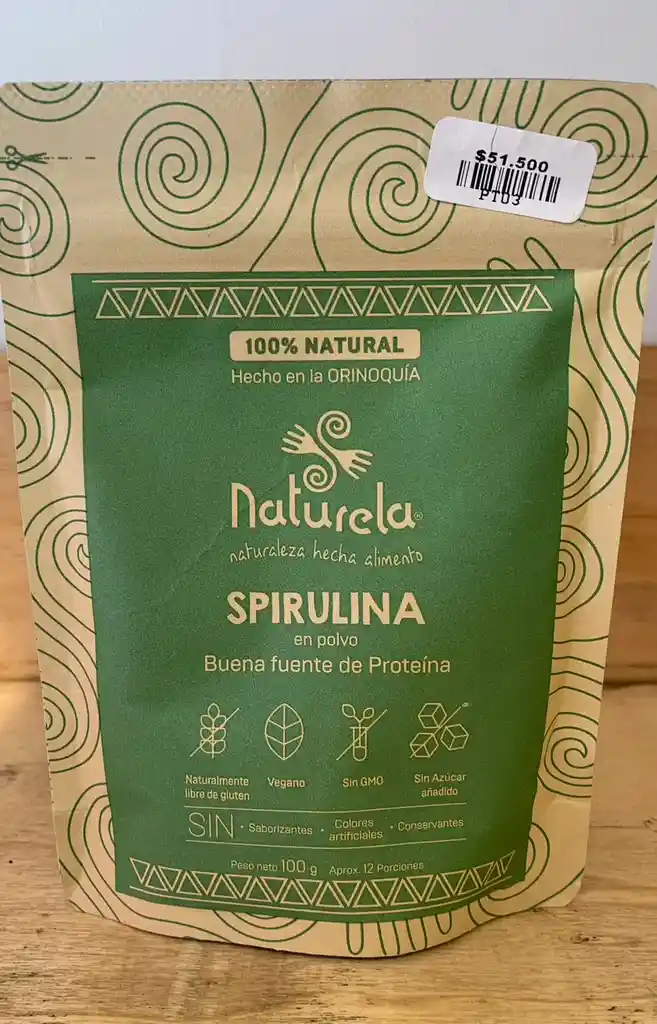 $51.500
PT03
100% NATURAL
Hecho en la ORINOQUÍA
Naturela®
naturaleza hecha alimento
SPIRULINA
en polvo
Buena fuente de Proteína
Naturalmente
libre de gluten
Vegano
Sin GMO
Sin Azúcar
añadido
SIN · Saborizantes · Colores artificiales · Conservantes
Peso neto 100 g Aprox. 12 Porciones